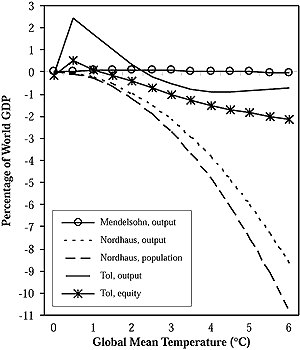 Percentage of World GDP
3
2
1
0
-1
-2
-3
-4
-5
-6
-7
-8
-9
-10
-11
Mendelsohn, output
Nordhaus, output
Nordhaus, population
Tol, output
Tol, equity
0 1 2 3 4 5 6
Global Mean Temperature (°C)